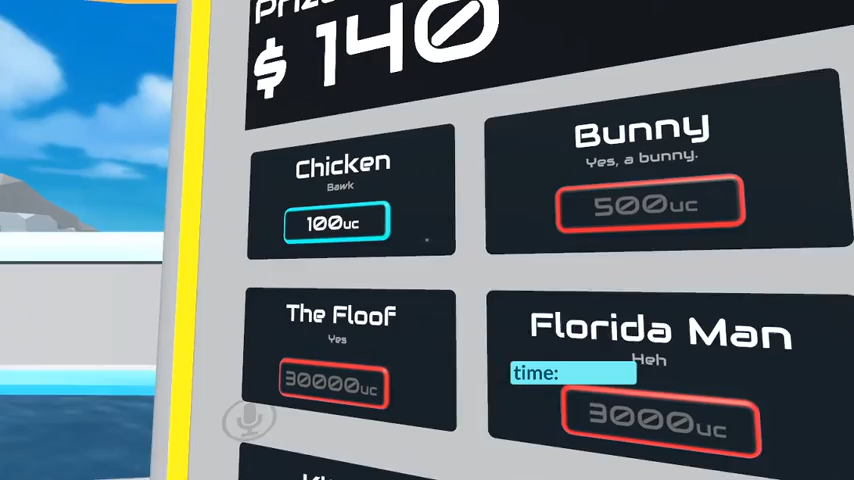 $ 140
Chicken
Bawk
100uc
Bunny
Yes, a bunny.
500uc
The Floof
Yes
30000uc
Florida Man
Heh
time:
3000uc